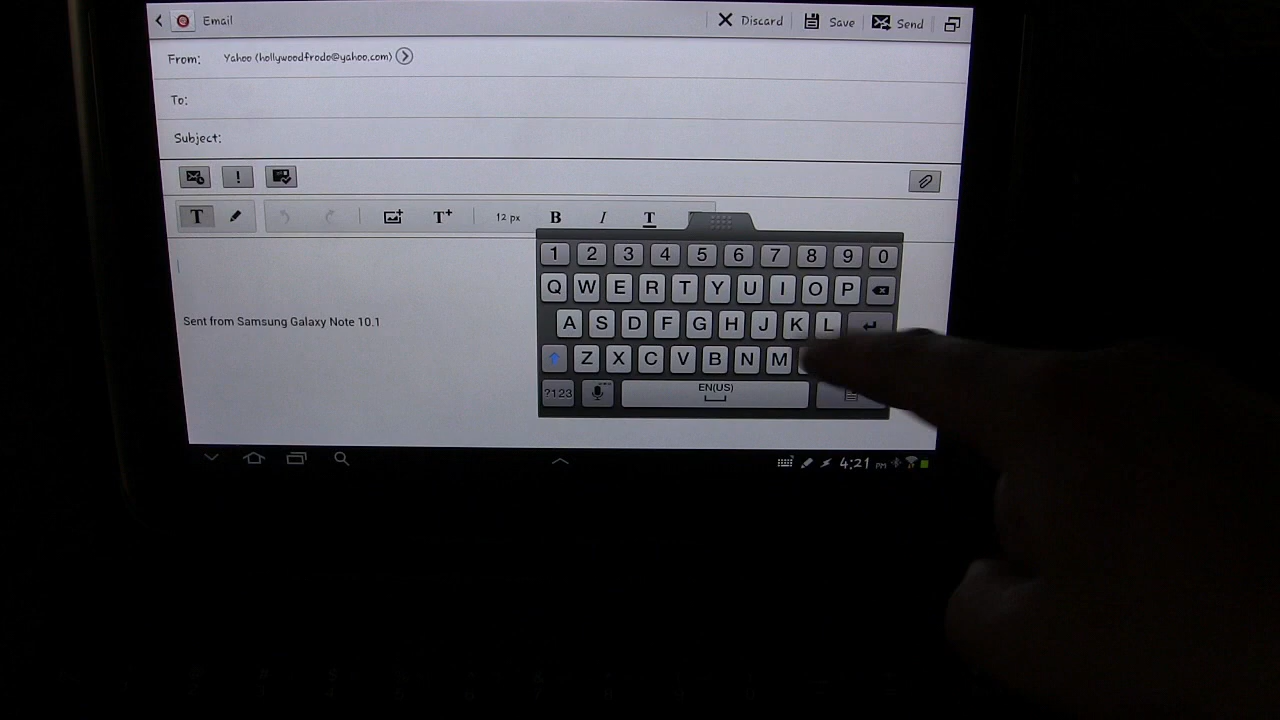 Email Discard Save Send
From: Yahoo (hollywoodfrodo@yahoo.com)
To:
Subject:
!
T T+ 12 px B I T
1 2 3 4 5 6 7 8 9 0
Q W E R T Y U I O P
Sent from Samsung Galaxy Note 10.1
A S D F G H J K L
Z X C V B N M
?123 EN(US)
4:21 PM